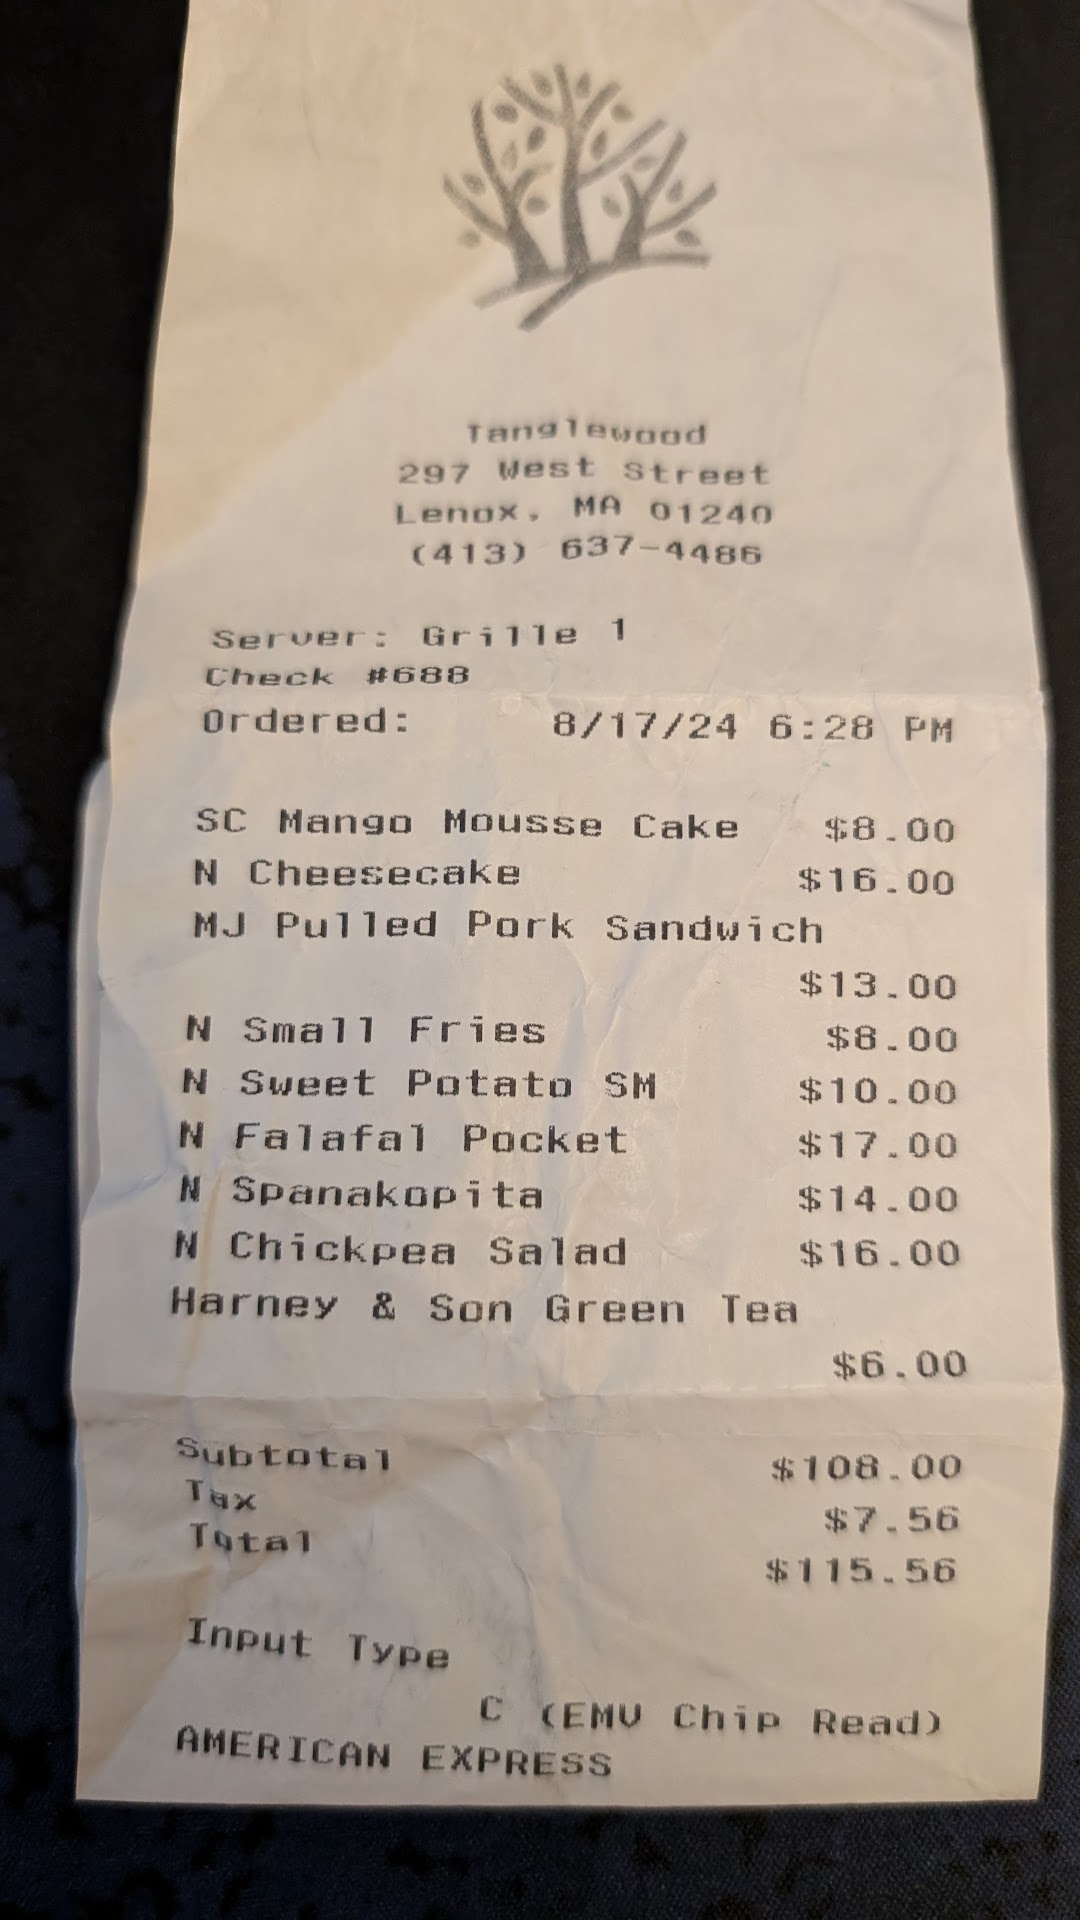 Tanglewood
297 West Street
Lenox, MA 01240
(413) 637-4486
Server: Grille 1
Check #688
Ordered: 8/17/24 6:28 PM
SC Mango Mousse Cake $8.00
N Cheesecake $16.00
MJ Pulled Pork Sandwich
$13.00
N Small Fries $8.00
N Sweet Potato SM $10.00
N Falafal Pocket $17.00
N Spanakopita $14.00
N Chickpea Salad $16.00
Harney & Son Green Tea
$6.00
Subtotal $108.00
Tax $7.56
Total $115.56
Input Type
C (EMV Chip Read)
AMERICAN EXPRESS